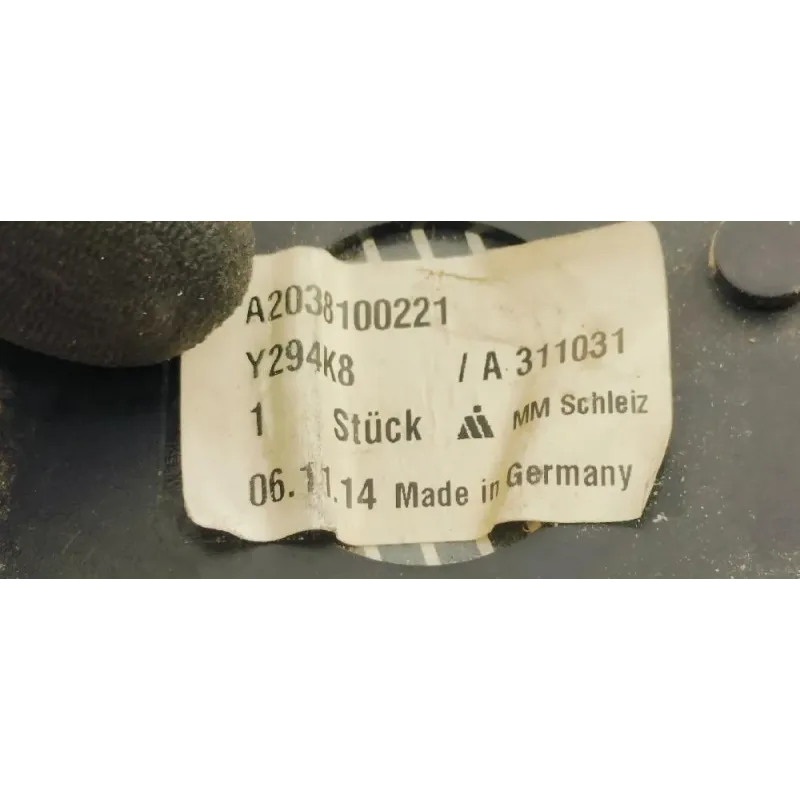 A2038100221
Y294K8 / A 311031
1 Stück MM Schleiz
06.11.14 Made in Germany